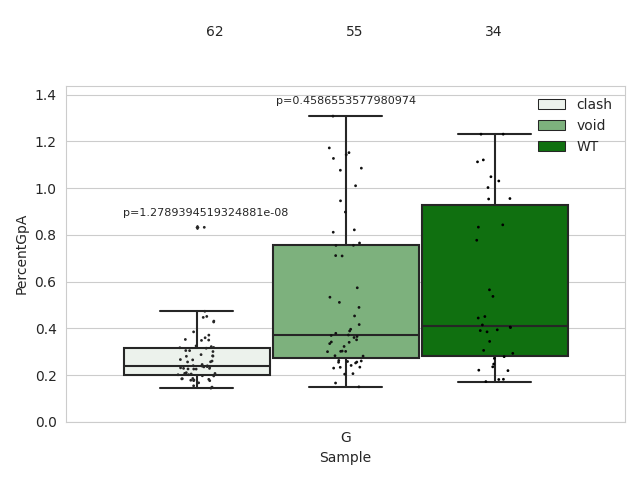 62 55 34
1.4
1.2
1.0
0.8
0.6
0.4
0.2
0.0
PercentGpA
p=1.2789394519324881e-08
p=0.4586553577980974
clash
void
WT
G
Sample